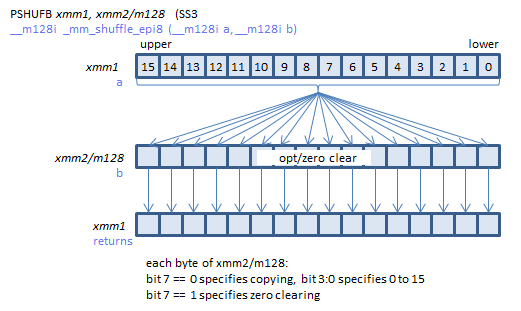 PSHUFB xmm1, xmm2/m128 (SS3
__m128i _mm_shuffle_epi8 (__m128i a,__m128i b)
upper lower
xmm1 15 14 13 12 11 10 9 8 7 6 5 4 3 2 1 0
a
xmm2/m128 opt/zero clear
b
xmm1
returns
each byte of xmm2/m128:
bit 7 == 0 specifies copying, bit 3:0 specifies 0 to 15
bit 7 == 1 specifies zero clearing